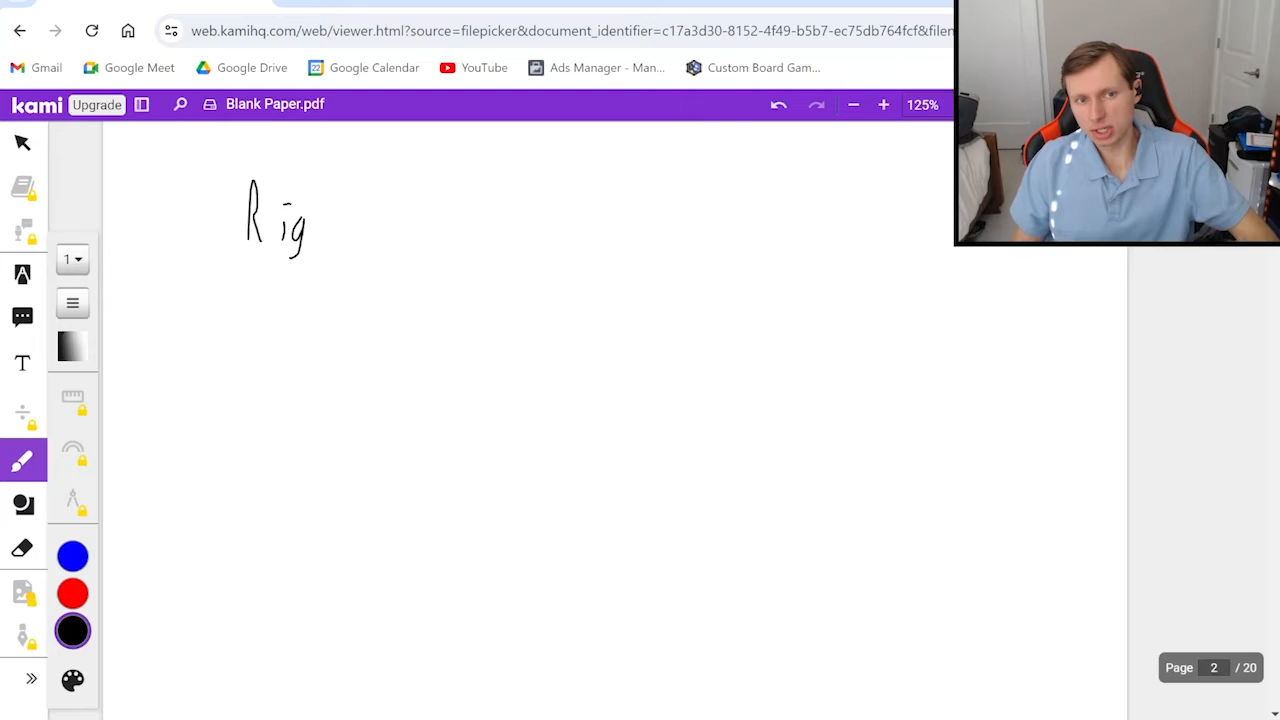 web.kamihq.com/web/viewer.html?source=filepicker&document_identifier=c17a3d30-8152-4f49-b5b7-ec75db764fcf&filen
Gmail Google Meet Google Drive 22 Google Calendar YouTube Ads Manager - Man... Custom Board Gam...
kami Upgrade Blank Paper.pdf 125%
Rig
1
T
Page 2 / 20